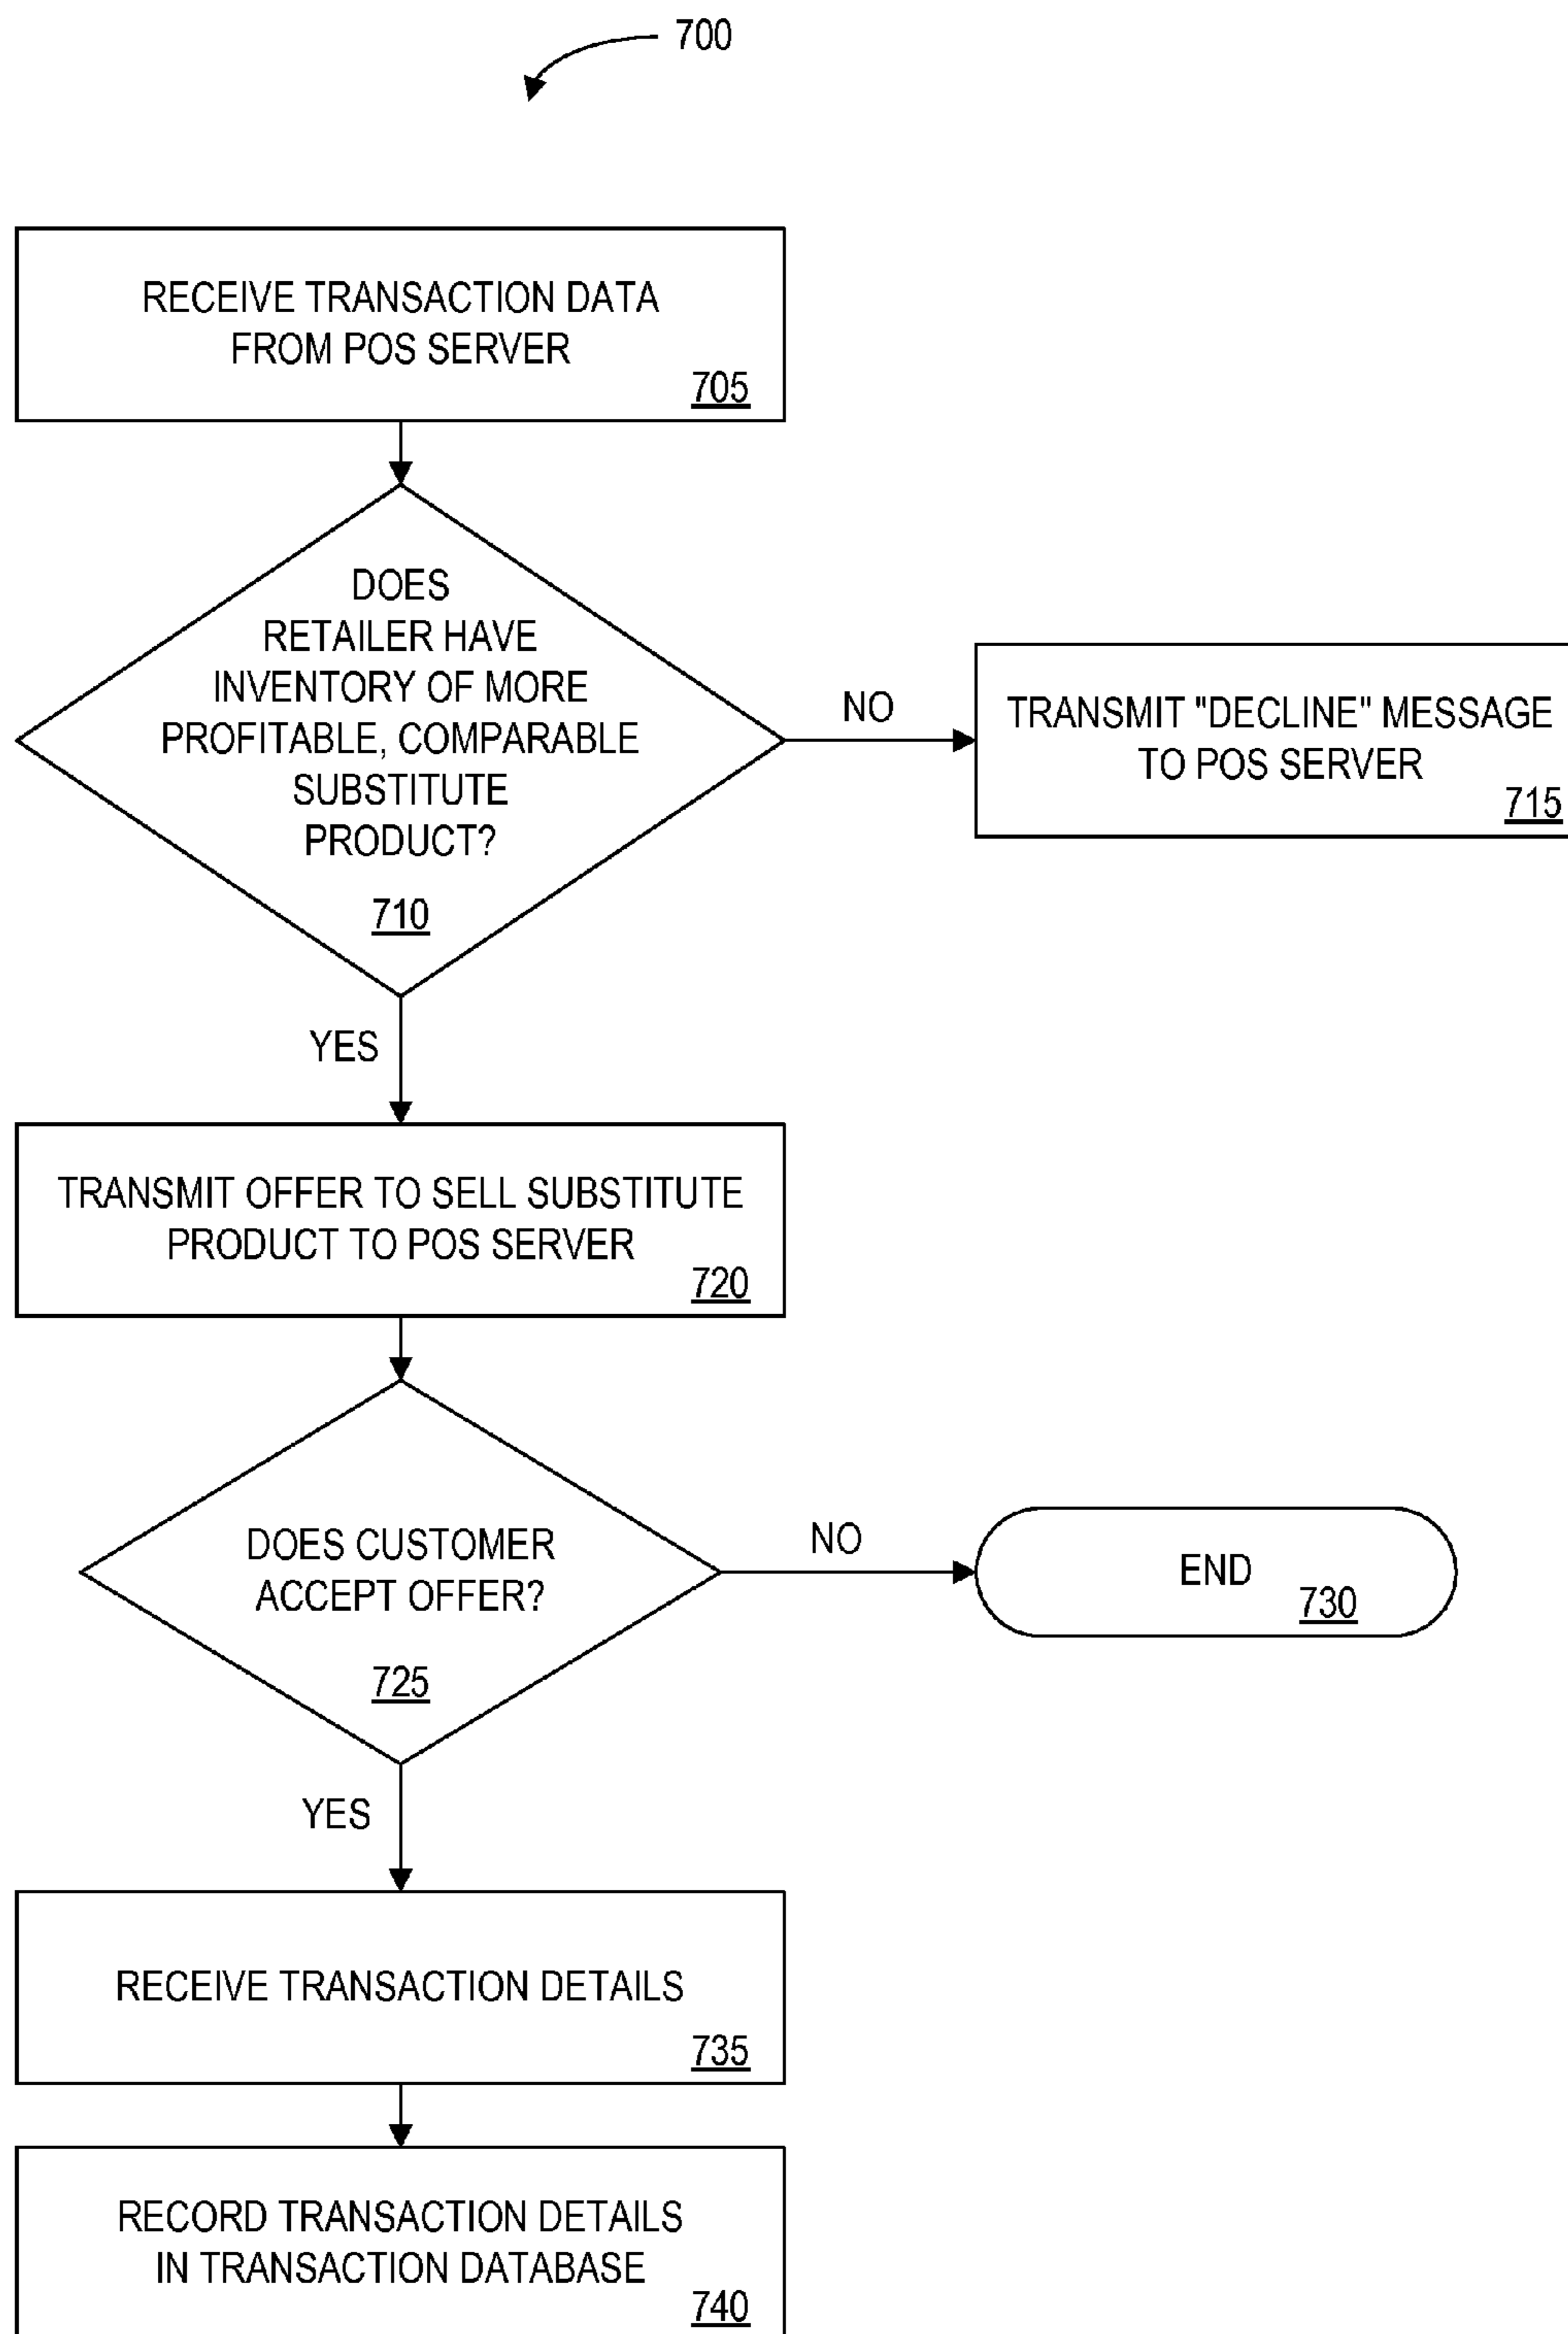 700
RECEIVE TRANSACTION DATA
FROM POS SERVER
705
DOES
RETAILER HAVE
INVENTORY OF MORE
PROFITABLE, COMPARABLE
SUBSTITUTE
PRODUCT?
710
NO
TRANSMIT "DECLINE" MESSAGE
TO POS SERVER
715
YES
TRANSMIT OFFER TO SELL SUBSTITUTE
PRODUCT TO POS SERVER
720
DOES CUSTOMER
ACCEPT OFFER?
725
NO
END
730
YES
RECEIVE TRANSACTION DETAILS
735
RECORD TRANSACTION DETAILS
IN TRANSACTION DATABASE
740